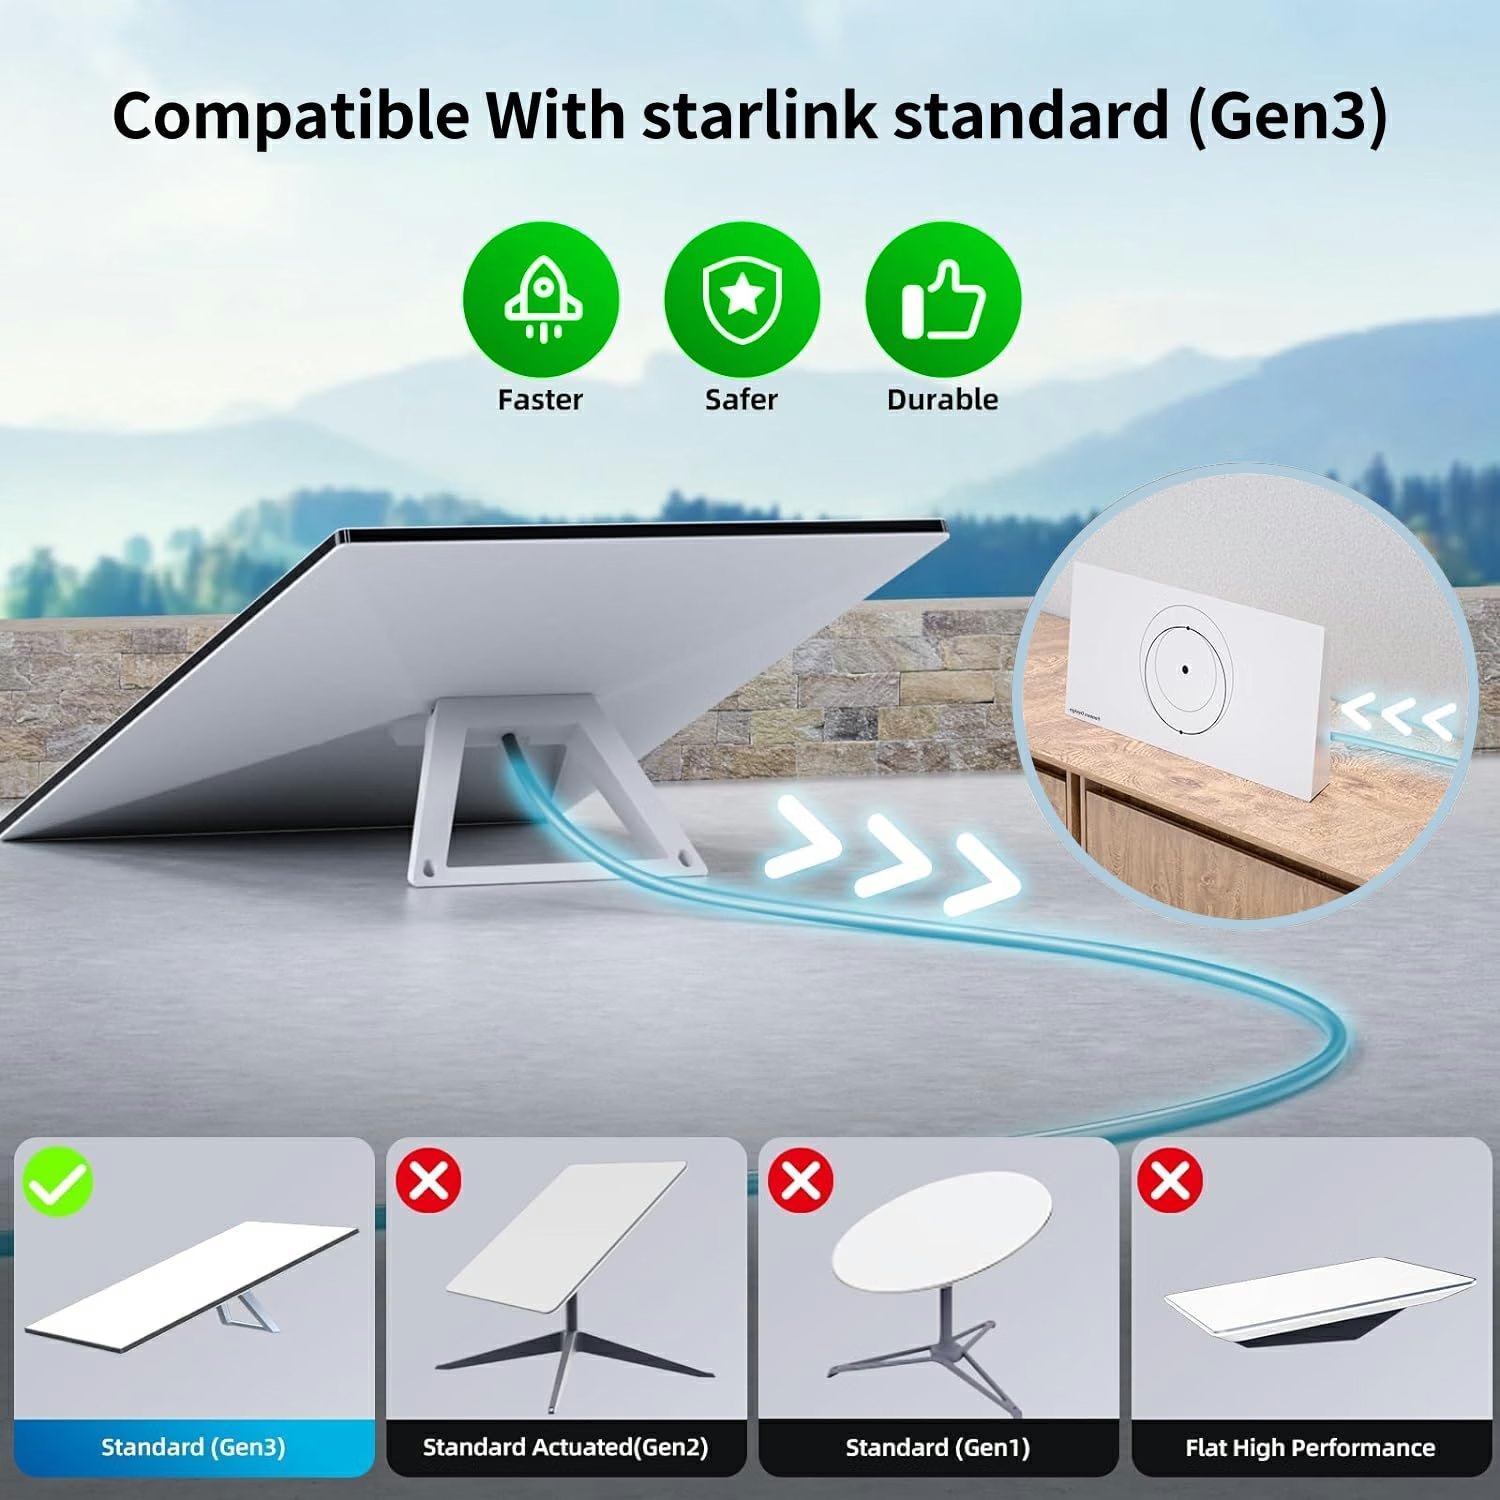 Compatible With starlink standard (Gen3)
Faster
Safer
Durable
Standard (Gen3)
Standard Actuated(Gen2)
Standard (Gen1)
Flat High Performance